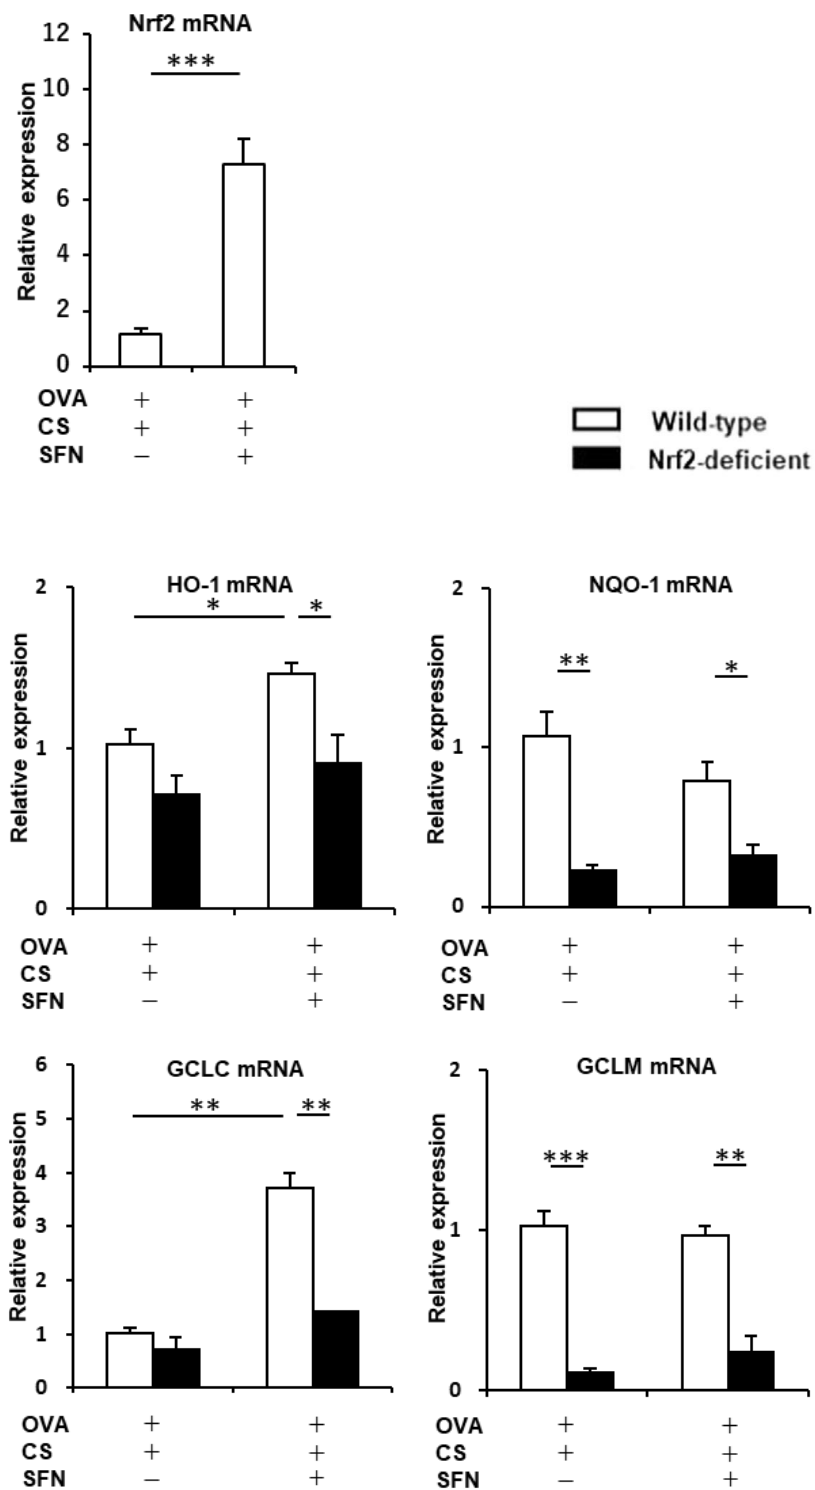 Nrf2 mRNA
Relative expression
12
10
8
6
4
2
0
***
OVA + +
CS + +
SFN – +
Wild-type
Nrf2-deficient
HO-1 mRNA
Relative expression
2
1
0
* *
OVA + +
CS + +
SFN – +
NQO-1 mRNA
Relative expression
2
1
0
** *
OVA + +
CS + +
SFN – +
GCLC mRNA
Relative expression
6
5
4
3
2
1
0
** **
OVA + +
CS + +
SFN – +
GCLM mRNA
Relative expression
2
1
0
*** **
OVA + +
CS + +
SFN – +